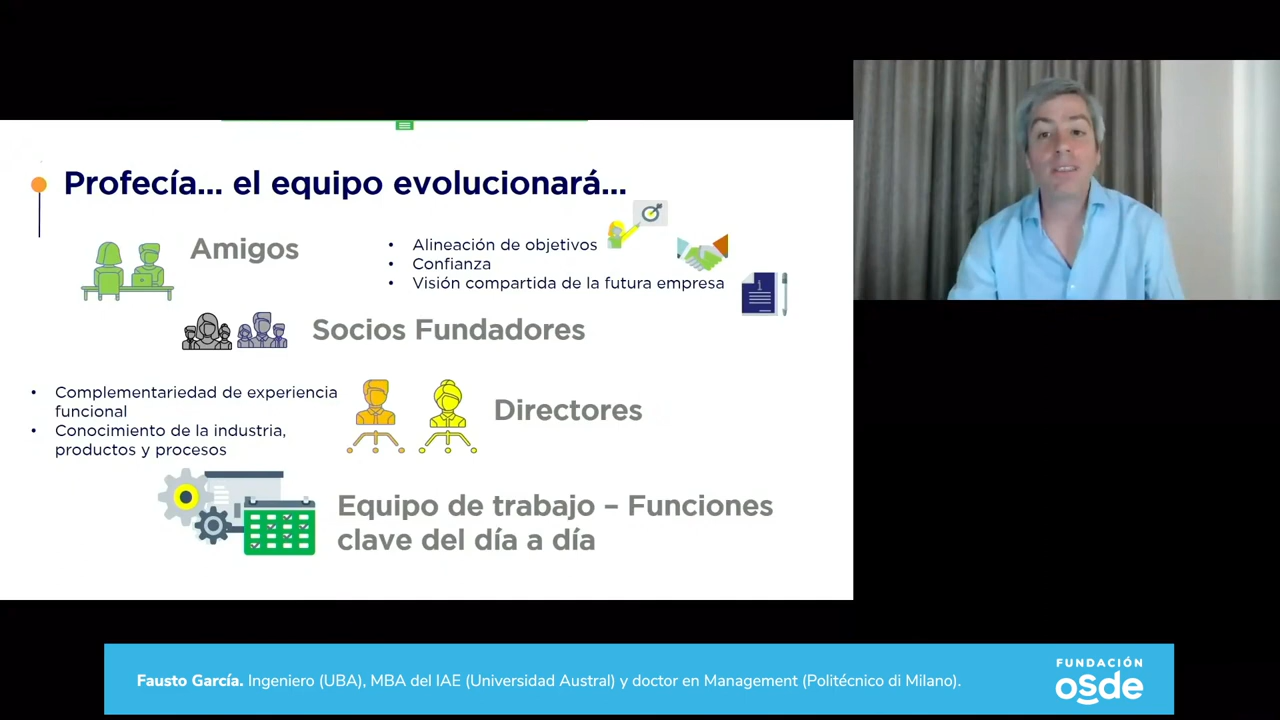 Profecía... el equipo evolucionará...
Amigos
• Alineación de objetivos
• Confianza
• Visión compartida de la futura empresa
1
Socios Fundadores
• Complementariedad de experiencia
funcional
• Conocimiento de la industria,
productos y procesos
Directores
Equipo de trabajo – Funciones
clave del día a día
Fausto García. Ingeniero (UBA), MBA del IAE (Universidad Austral) y doctor en Management (Politécnico di Milano).
FUNDACIÓN
osde